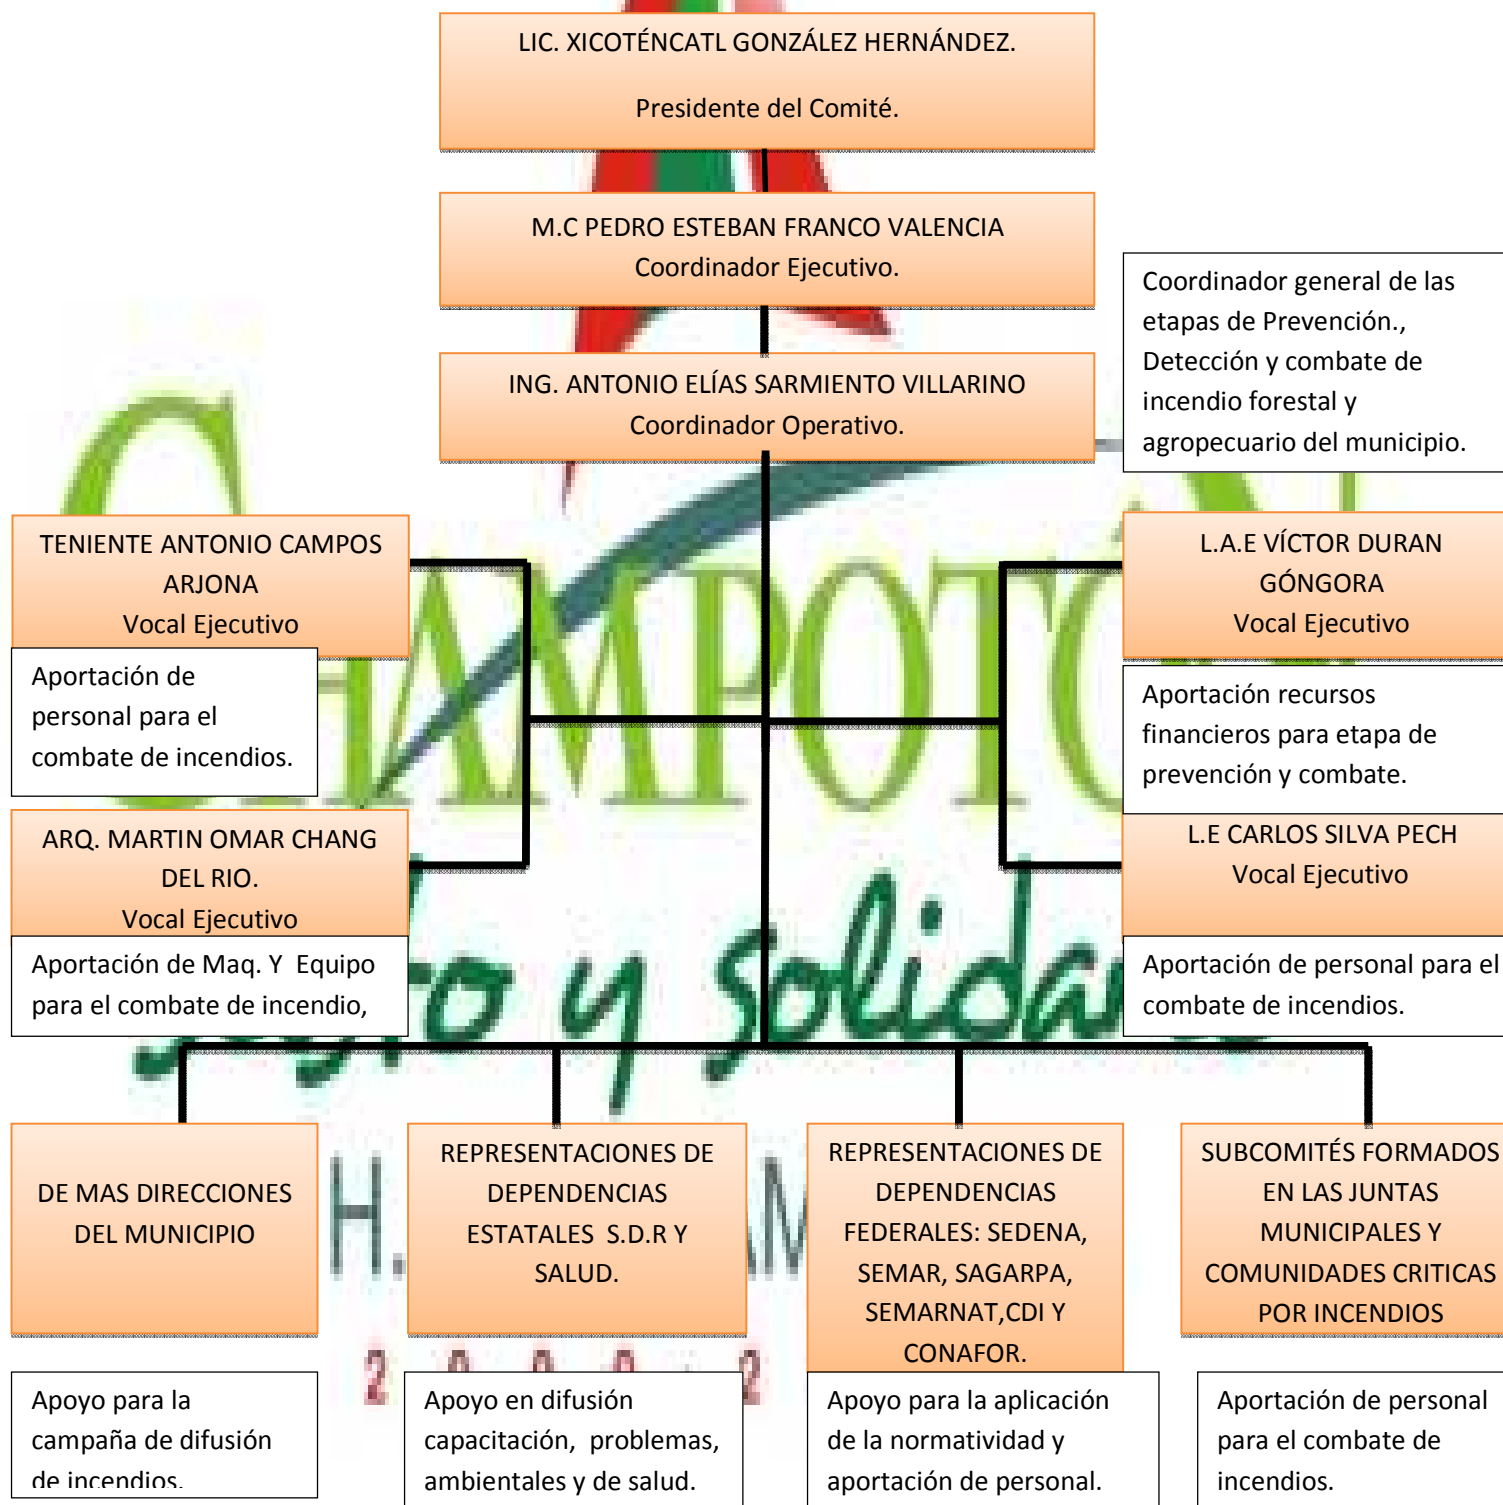 LIC. XICOTÉNCATL GONZÁLEZ HERNÁNDEZ.
Presidente del Comité.
M.C PEDRO ESTEBAN FRANCO VALENCIA
Coordinador Ejecutivo.
Coordinador general de las
etapas de Prevención.,
Detección y combate de
incendio forestal y
agropecuario del municipio.
ING. ANTONIO ELÍAS SARMIENTO VILLARINO
Coordinador Operativo.
TENIENTE ANTONIO CAMPOS
ARJONA
Vocal Ejecutivo
Aportación de
personal para el
combate de incendios.
L.A.E VÍCTOR DURAN
GÓNGORA
Vocal Ejecutivo
Aportación recursos
financieros para etapa de
prevención y combate.
ARQ. MARTIN OMAR CHANG
DEL RIO.
Vocal Ejecutivo
Aportación de Maq. Y Equipo
para el combate de incendio,
L.E CARLOS SILVA PECH
Vocal Ejecutivo
Aportación de personal para el
combate de incendios.
DE MAS DIRECCIONES
DEL MUNICIPIO
Apoyo para la
campaña de difusión
de incendios.
REPRESENTACIONES DE
DEPENDENCIAS
ESTATALES S.D.R Y
SALUD.
Apoyo en difusión
capacitación, problemas,
ambientales y de salud.
REPRESENTACIONES DE
DEPENDENCIAS
FEDERALES: SEDENA,
SEMAR, SAGARPA,
SEMARNAT,CDI Y
CONAFOR.
Apoyo para la aplicación
de la normatividad y
aportación de personal.
SUBCOMITÉS FORMADOS
EN LAS JUNTAS
MUNICIPALES Y
COMUNIDADES CRITICAS
POR INCENDIOS
Aportación de personal
para el combate de
incendios.
y